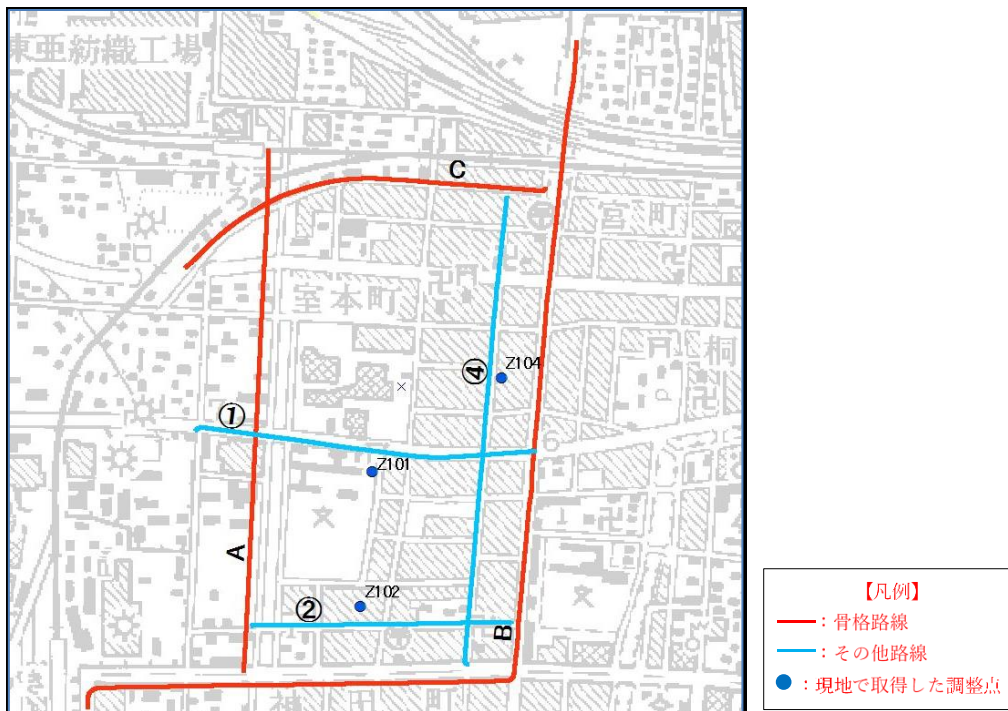 東亜紡織工場
町
C
宮町
室本町
Z104
④
桐
①
Z101
A
Z102
②
B
【凡例】
：骨格路線
：その他路線
：現地で取得した調整点